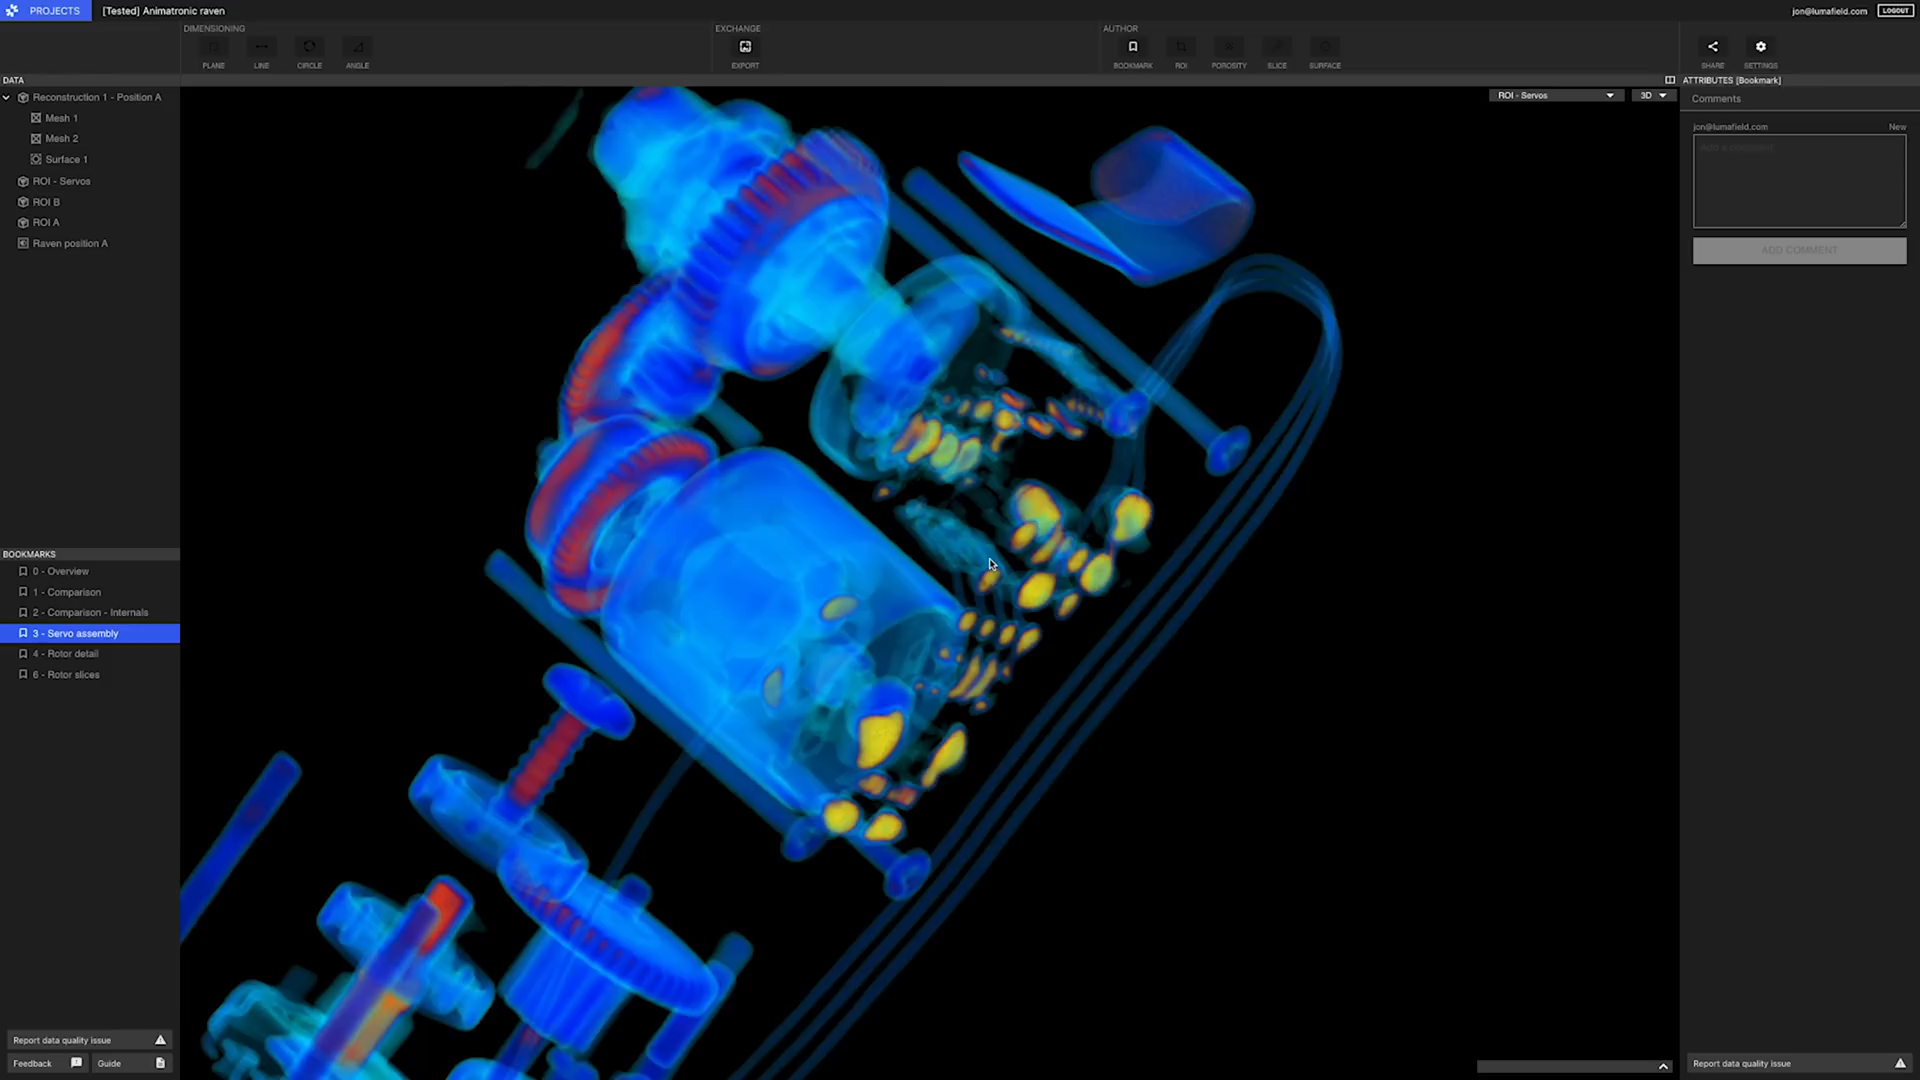 PROJECTS
[Tested] Animatronic raven
jon@lumafield.com
LOGOUT
DIMENSIONING
EXCHANGE
AUTHOR
PLANE
LINE
CIRCLE
ANGLE
EXPORT
BOOKMARK
ROI
POROSITY
SLICE
SURFACE
SHARE
SETTINGS
DATA
Reconstruction 1 - Position A
Mesh 1
Mesh 2
Surface 1
ROI - Servos
ROI B
ROI A
Raven position A
ROI - Servos
3D
ATTRIBUTES [Bookmark]
Comments
jon@lumafield.com
New
Add a comment
ADD COMMENT
BOOKMARKS
0 - Overview
1 - Comparison
2 - Comparison - Internals
3 - Servo assembly
4 - Rotor detail
6 - Rotor slices
Report data quality issue
Feedback
Guide
Report data quality issue